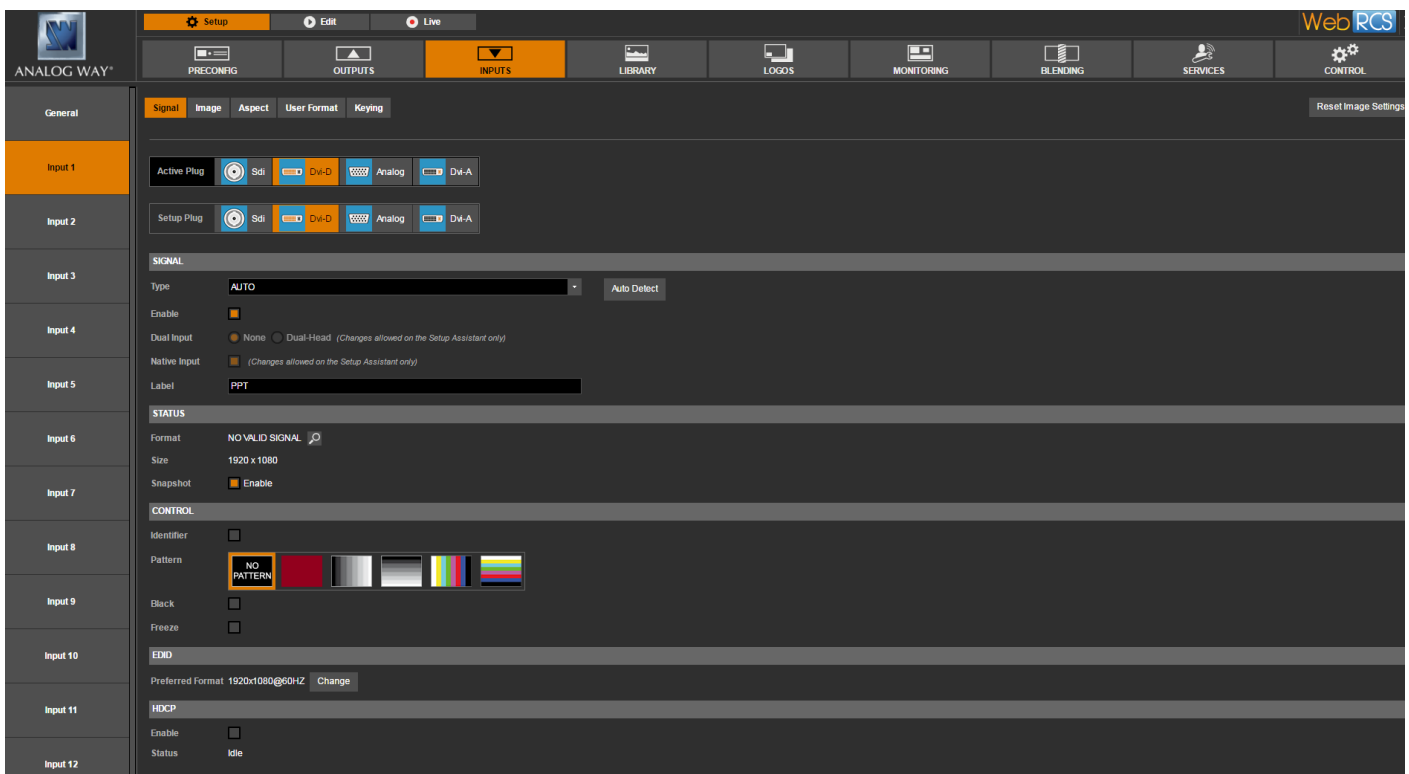 Setup Edit Live
Web RCS
ANALOG WAY®
PRECONFIG OUTPUTS INPUTS LIBRARY LOGOS MONITORING BLENDING SERVICES CONTROL
General
Input 1
Input 2
Input 3
Input 4
Input 5
Input 6
Input 7
Input 8
Input 9
Input 10
Input 11
Input 12
Signal Image Aspect User Format Keying
Reset Image Settings
Active Plug Sdi Dvi-D Analog Dvi-A
Setup Plug Sdi Dvi-D Analog Dvi-A
SIGNAL
Type AUTO Auto Detect
Enable
Dual Input None Dual-Head (Changes allowed on the Setup Assistant only)
Native Input (Changes allowed on the Setup Assistant only)
Label PPT
STATUS
Format NO VALID SIGNAL
Size 1920 x 1080
Snapshot Enable
CONTROL
Identifier
Pattern NO
PATTERN
Black
Freeze
EDID
Preferred Format 1920x1080@60HZ Change
HDCP
Enable
Status Idle